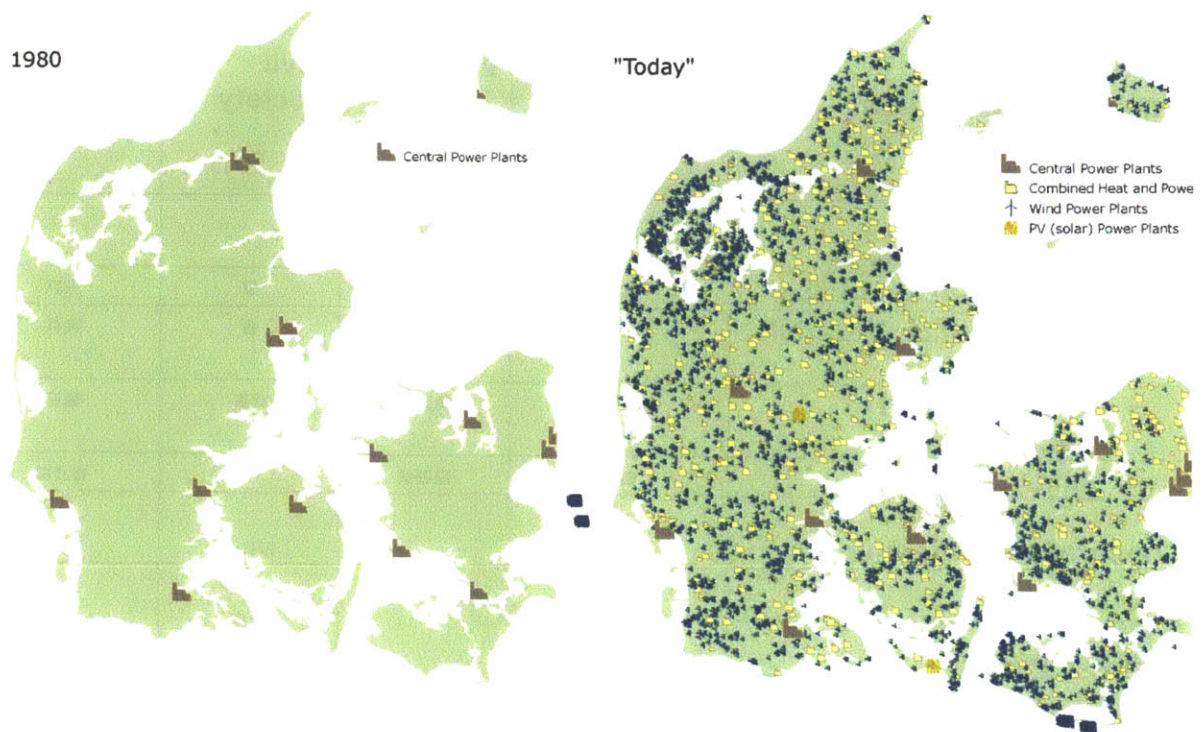 1980
Central Power Plants
"Today"
Central Power Plants
Combined Heat and Powe
Wind Power Plants
PV (solar) Power Plants